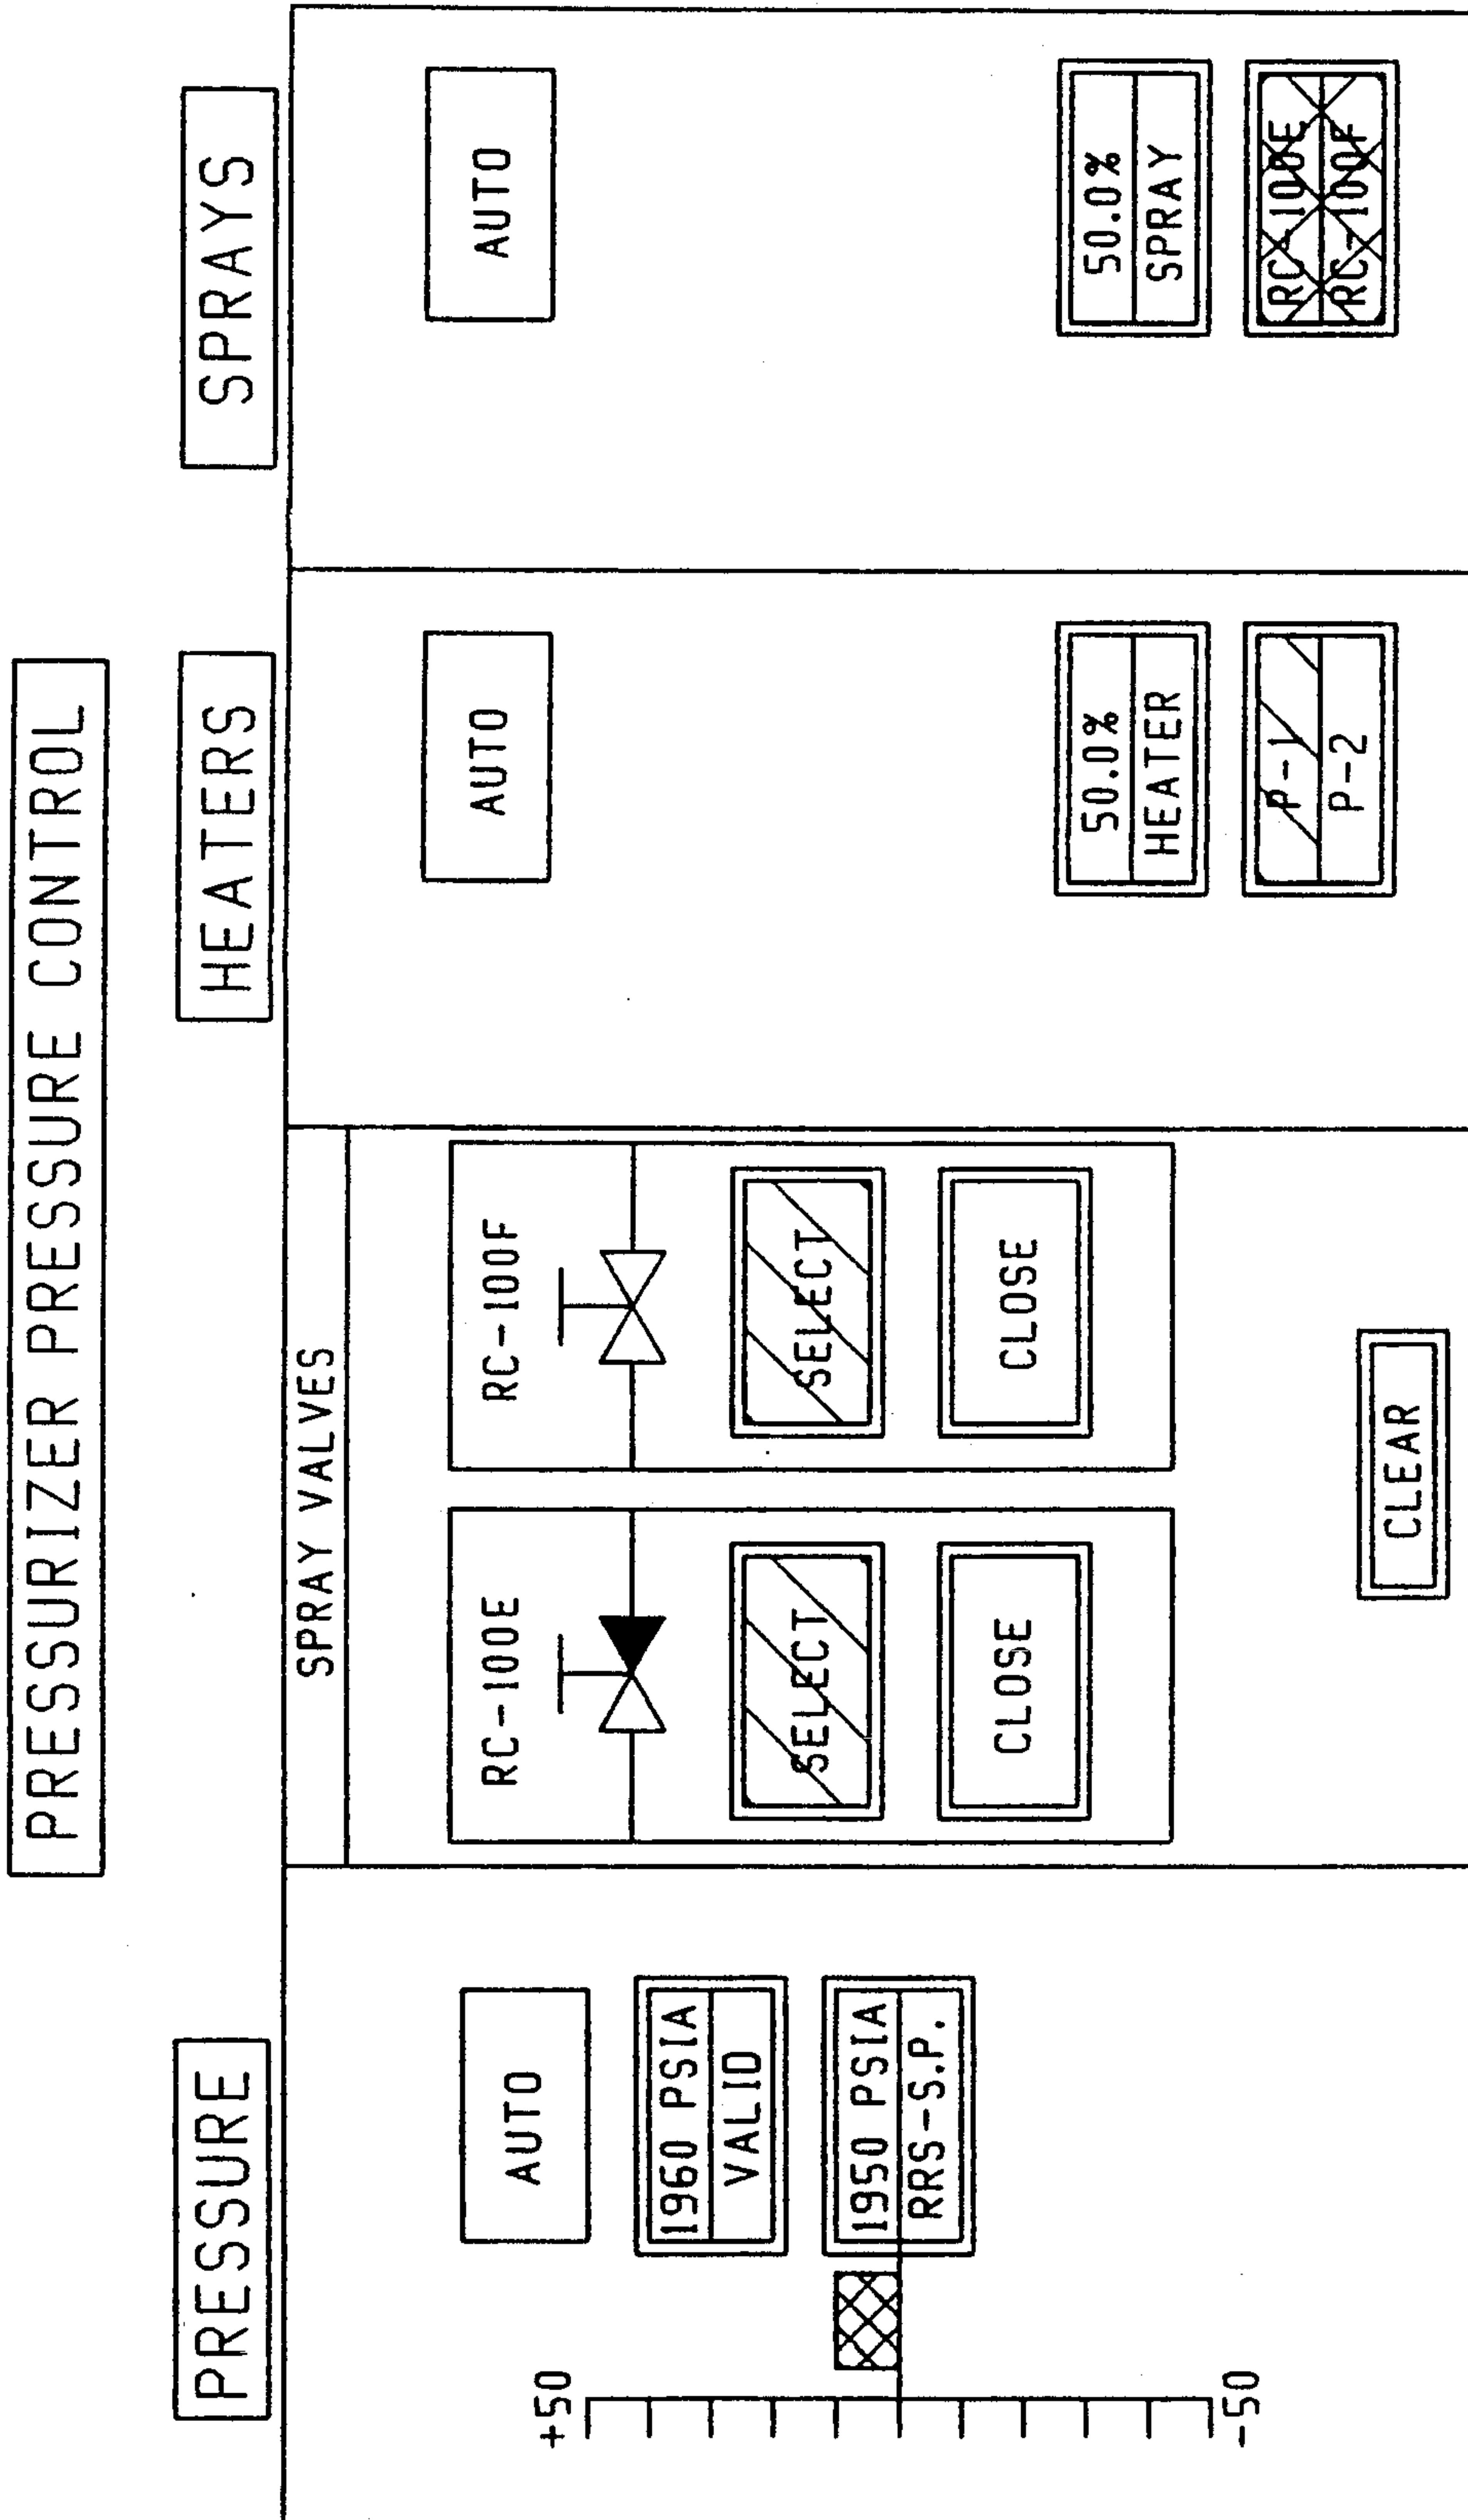 PRESSURIZER PRESSURE CONTROL
PRESSURE
HEATERS
SPRAYS
AUTO
1960 PSIA
VALID
1950 PSIA
RRS-S.P.
+50
-50
SPRAY VALVES
RC-100E
SELECT
CLOSE
RC-100F
SELECT
CLOSE
CLEAR
AUTO
50.0%
HEATER
P-1
P-2
AUTO
50.0%
SPRAY
RC-100E
RC-100F